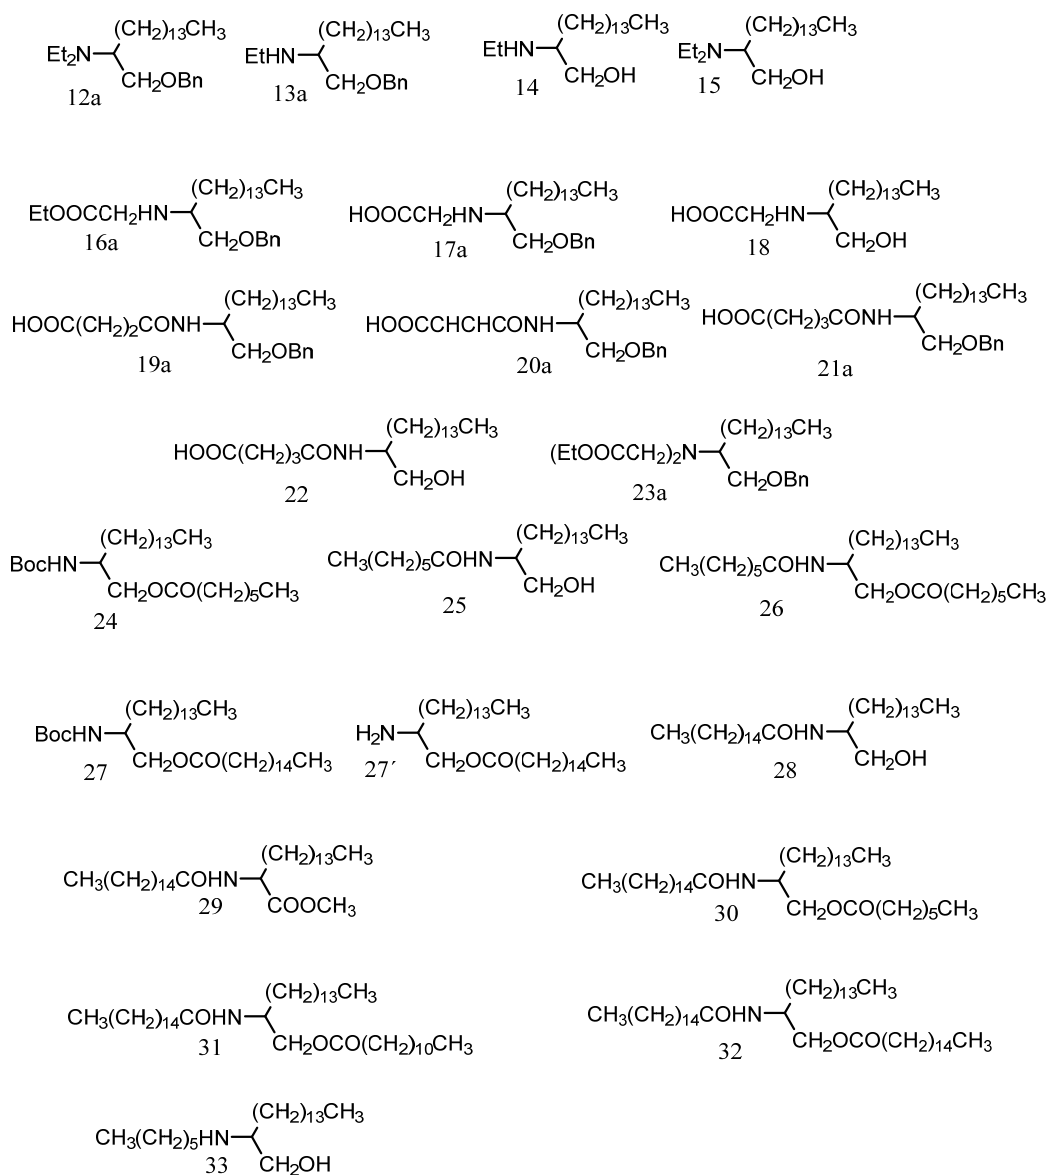 (CH2)13CH3 (CH2)13CH3 (CH2)13CH3 (CH2)13CH3
Et2N EtHN EtHN Et2N
CH2OBn CH2OBn CH2OH CH2OH
12a 13a 14 15
(CH2)13CH3 (CH2)13CH3 (CH2)13CH3
EtOOCCH2HN HOOCCH2HN HOOCCH2HN
16a CH2OBn 17a CH2OBn 18 CH2OH
(CH2)13CH3 (CH2)13CH3 (CH2)13CH3
HOOC(CH2)2COHN HOOCCHCHCOHN HOOC(CH2)3COHN
CH2OBn CH2OBn CH2OBn
19a 20a 21a
(CH2)13CH3 (CH2)13CH3
HOOC(CH2)3COHN (EtOOCCH2)2N
22 CH2OH 23a CH2OBn
(CH2)13CH3 (CH2)13CH3 (CH2)13CH3
BocHN CH3(CH2)5COHN CH3(CH2)5COHN
CH2OCO(CH2)5CH3 CH2OH CH2OCO(CH2)5CH3
24 25 26
(CH2)13CH3 (CH2)13CH3 (CH2)13CH3
BocHN H2N CH3(CH2)14COHN
27 CH2OCO(CH2)14CH3 27´ CH2OCO(CH2)14CH3 28 CH2OH
(CH2)13CH3 (CH2)13CH3
CH3(CH2)14COHN CH3(CH2)14COHN
29 COOCH3 30 CH2OCO(CH2)5CH3
(CH2)13CH3 (CH2)13CH3
CH3(CH2)14COHN CH3(CH2)14COHN
31 CH2OCO(CH2)10CH3 32 CH2OCO(CH2)14CH3
(CH2)13CH3
CH3(CH2)5HN
33 CH2OH